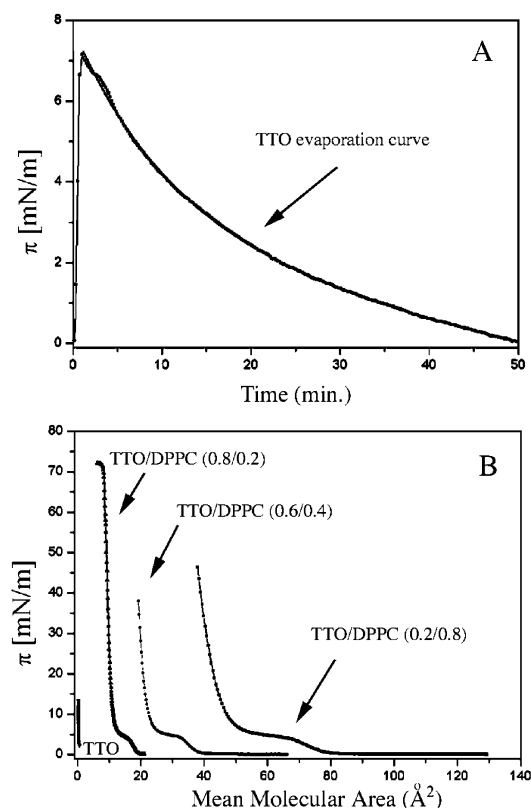 A
8
6
4
2
0
π [mN/m]
TTO evaporation curve
0 10 20 30 40 50
Time (min.)
B
80
70
60
50
40
30
20
10
0
π [mN/m]
TTO/DPPC (0.8/0.2)
TTO/DPPC (0.6/0.4)
TTO/DPPC (0.2/0.8)
TTO
0 20 40 60 80 100 120 140
Mean Molecular Area (Å²)